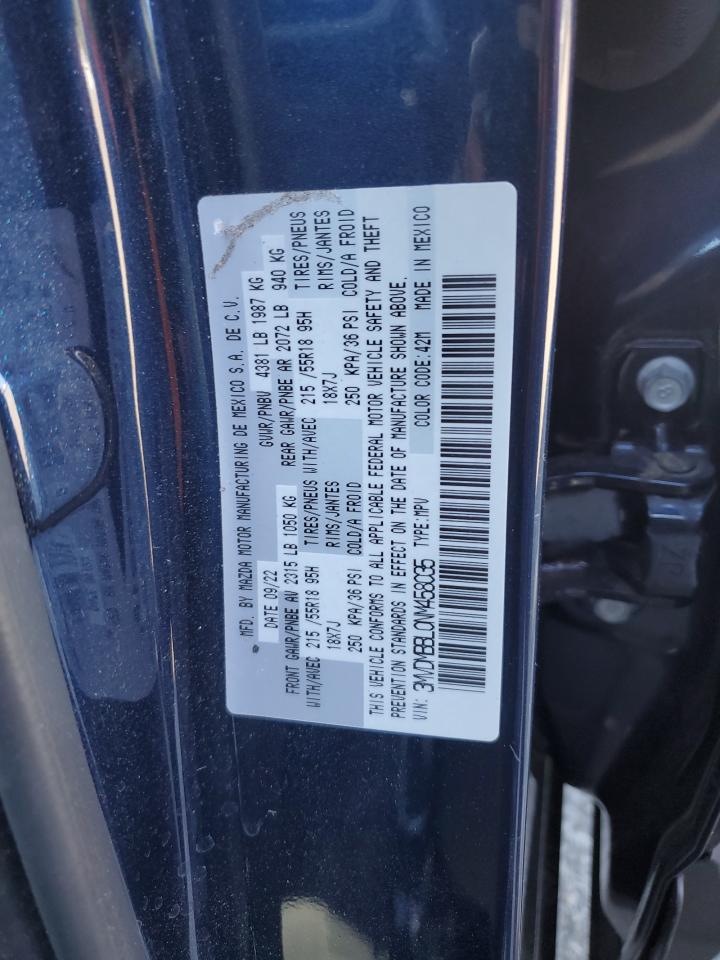 MFD. BY MAZDA MOTOR MANUFACTURING DE MEXICO S.A. DE C.V.
DATE 09/22 GVWR/PNBV 4381 LB 1987 KG
FRONT GAWR/PNBE AV 2315 LB 1050 KG REAR GAWR/PNBE AR 2072 LB 940 KG
WITH/AVEC 215 /55R18 95H TIRES/PNEUS WITH/AVEC 215 /55R18 95H TIRES/PNEUS
18X7J RIMS/JANTES 18X7J RIMS/JANTES
250 KPA/36 PSI COLD/A FROID 250 KPA/36 PSI COLD/A FROID
THIS VEHICLE CONFORMS TO ALL APPLICABLE FEDERAL MOTOR VEHICLE SAFETY AND THEFT
PREVENTION STANDARDS IN EFFECT ON THE DATE OF MANUFACTURE SHOWN ABOVE.
VIN: 3MVDMBBL0NM458035 TYPE:MPV COLOR CODE:42M MADE IN MEXICO